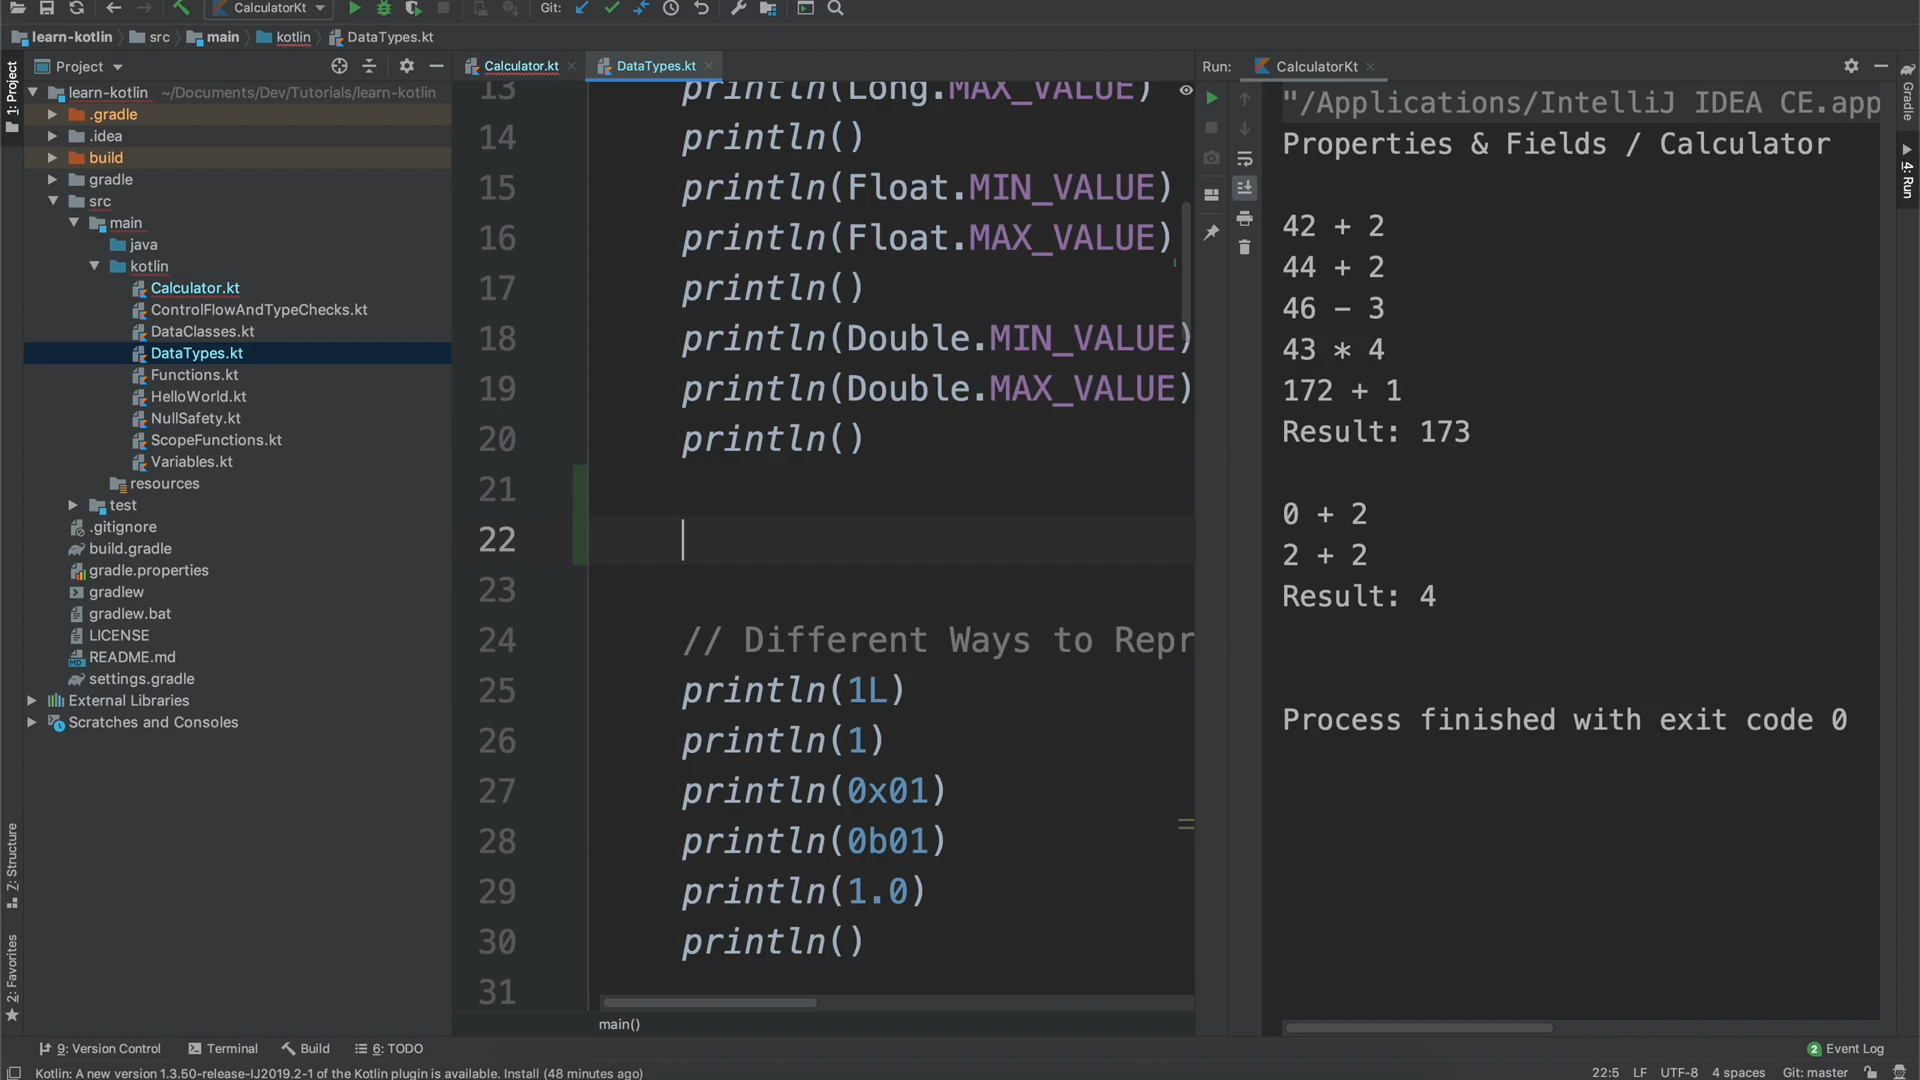 CalculatorKt
Git:
learn-kotlin
src
main
kotlin
DataTypes.kt
1: Project
Project
learn-kotlin ~/Documents/Dev/Tutorials/learn-kotlin
.gradle
.idea
build
gradle
src
main
java
kotlin
Calculator.kt
ControlFlowAndTypeChecks.kt
DataClasses.kt
DataTypes.kt
Functions.kt
HelloWorld.kt
NullSafety.kt
ScopeFunctions.kt
Variables.kt
resources
test
.gitignore
build.gradle
gradle.properties
gradlew
gradlew.bat
LICENSE
README.md
settings.gradle
External Libraries
Scratches and Consoles
7: Structure
2: Favorites
Calculator.kt
DataTypes.kt
13 println(Long.MAX_VALUE)
14 println()
15 println(Float.MIN_VALUE)
16 println(Float.MAX_VALUE)
17 println()
18 println(Double.MIN_VALUE)
19 println(Double.MAX_VALUE)
20 println()
21
22
23
24 // Different Ways to Repr
25 println(1L)
26 println(1)
27 println(0x01)
28 println(0b01)
29 println(1.0)
30 println()
31
main()
Run: CalculatorKt
"/Applications/IntelliJ IDEA CE.app
Properties & Fields / Calculator
42 + 2
44 + 2
46 - 3
43 * 4
172 + 1
Result: 173
0 + 2
2 + 2
Result: 4
Process finished with exit code 0
Gradle
4: Run
9: Version Control
Terminal
Build
6: TODO
2 Event Log
Kotlin: A new version 1.3.50-release-IJ2019.2-1 of the Kotlin plugin is available. Install (48 minutes ago)
22:5 LF UTF-8 4 spaces Git: master